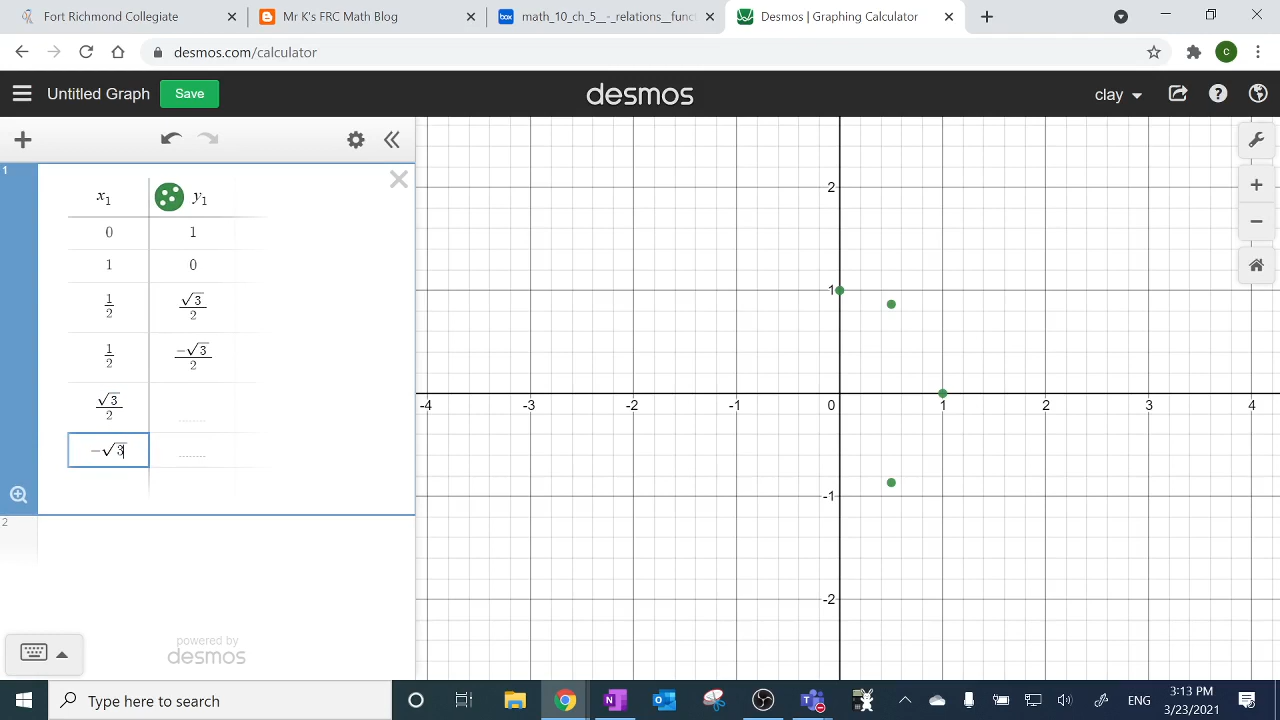 rt Richmond Collegiate
Mr K's FRC Math Blog
math_10_ch_5__-_relations__func
Desmos | Graphing Calculator
desmos.com/calculator
Untitled Graph
Save
desmos
clay
1
x₁ y₁
0 1
1 0
1/2 √3/2
1/2 -√3/2
√3/2
-√3
2
powered by
desmos
2
1
-4 -3 -2 -1 0 1 2 3 4
-1
-2
Type here to search
ENG
3:13 PM
3/23/2021